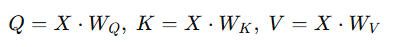 Q = X · W_Q, K = X · W_K, V = X · W_V